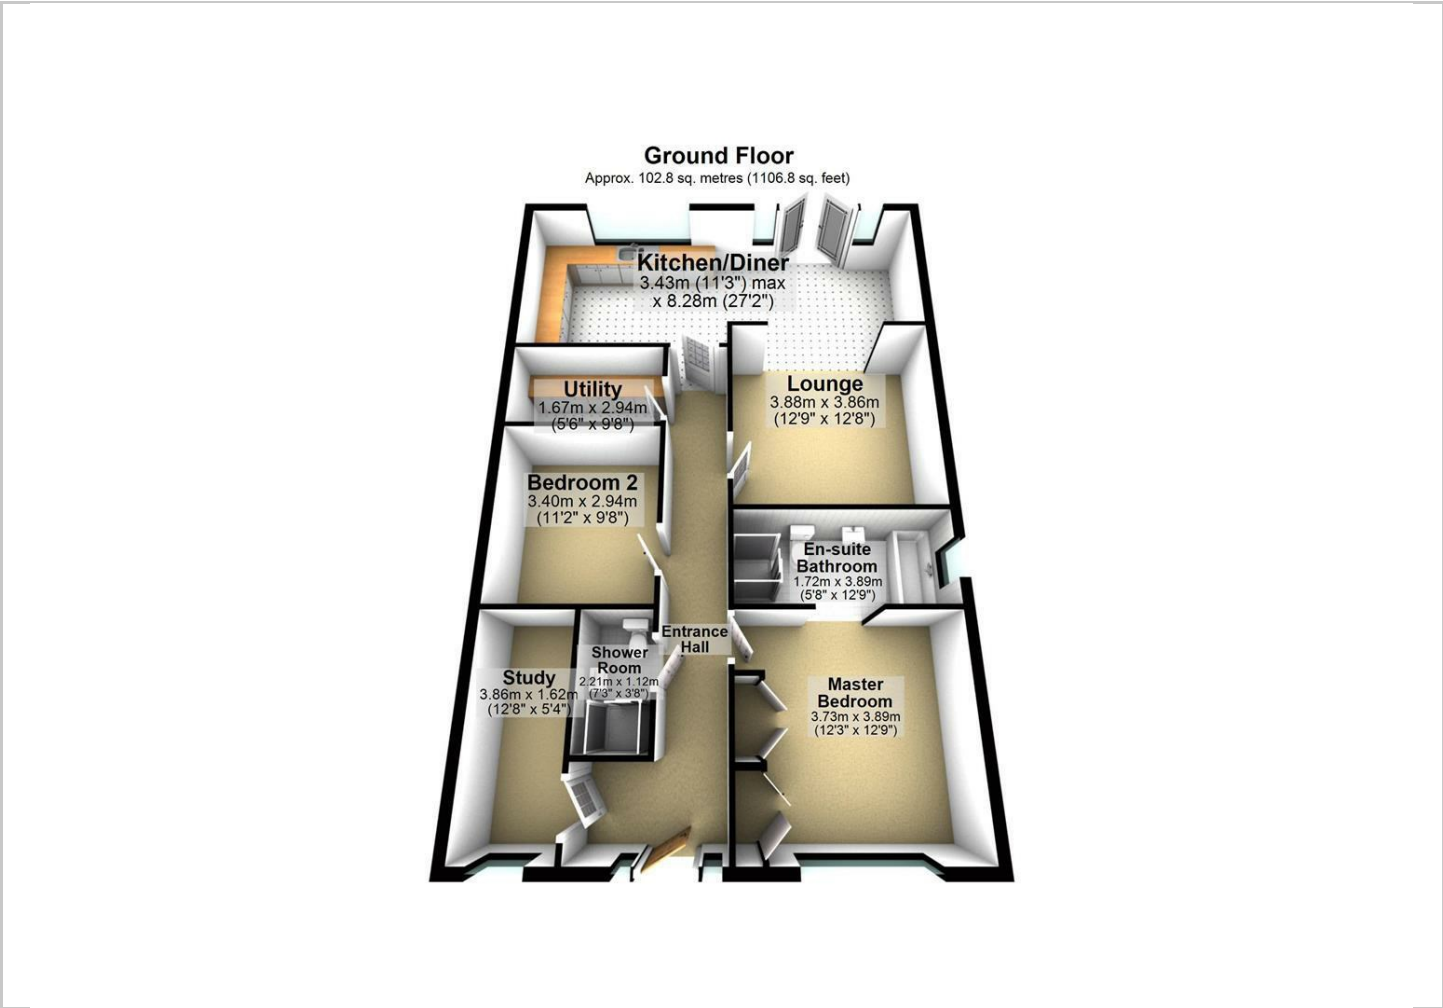 Ground Floor
Approx. 102.8 sq. metres (1106.8 sq. feet)
Kitchen/Diner
3.43m (11'3") max
x 8.28m (27'2")
Utility
1.67m x 2.94m
(5'6" x 9'8")
Lounge
3.88m x 3.86m
(12'9" x 12'8")
Bedroom 2
3.40m x 2.94m
(11'2" x 9'8")
En-suite
Bathroom
1.72m x 3.89m
(5'8" x 12'9")
Entrance
Hall
Shower
Room
2.21m x 1.12m
(7'3" x 3'8")
Study
3.86m x 1.62m
(12'8" x 5'4")
Master
Bedroom
3.73m x 3.89m
(12'3" x 12'9")